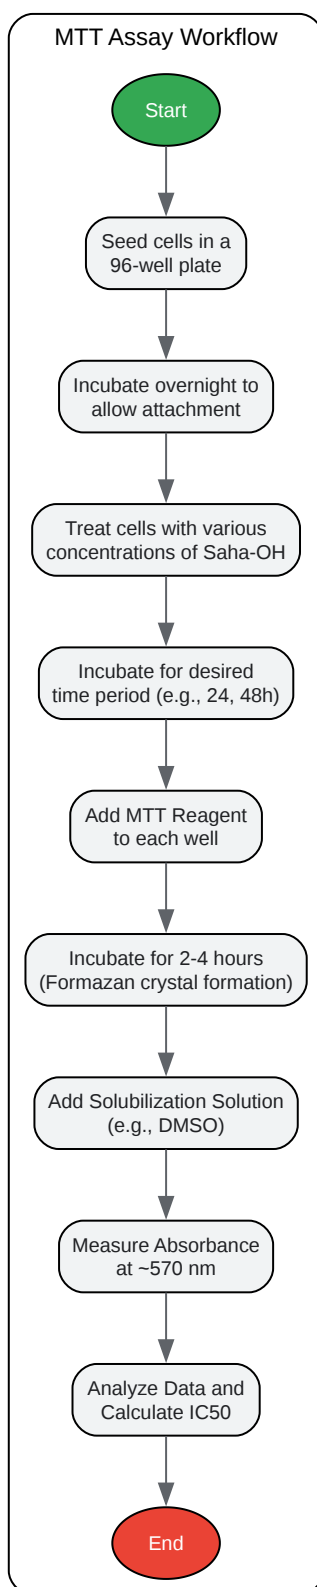 MTT Assay Workflow
Start
Seed cells in a
96-well plate
Incubate overnight to
allow attachment
Treat cells with various
concentrations of Saha-OH
Incubate for desired
time period (e.g., 24, 48h)
Add MTT Reagent
to each well
Incubate for 2-4 hours
(Formazan crystal formation)
Add Solubilization Solution
(e.g., DMSO)
Measure Absorbance
at ~570 nm
Analyze Data and
Calculate IC50
End